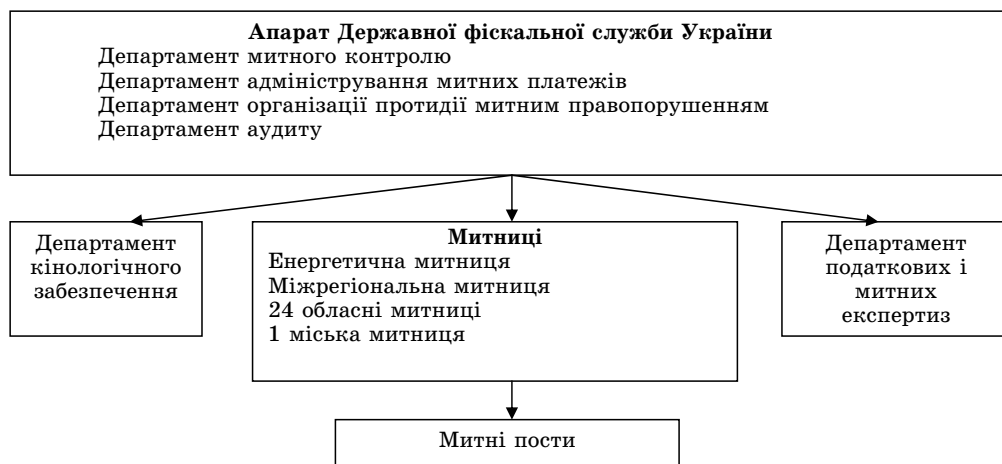 Апарат Державної фіскальної служби України
Департамент митного контролю
Департамент адміністрування митних платежів
Департамент організації протидії митним правопорушенням
Департамент аудиту
Департамент
кінологічного
забезпечення
Митниці
Енергетична митниця
Міжрегіональна митниця
24 обласні митниці
1 міська митниця
Департамент
податкових і
митних
експертиз
Митні пости